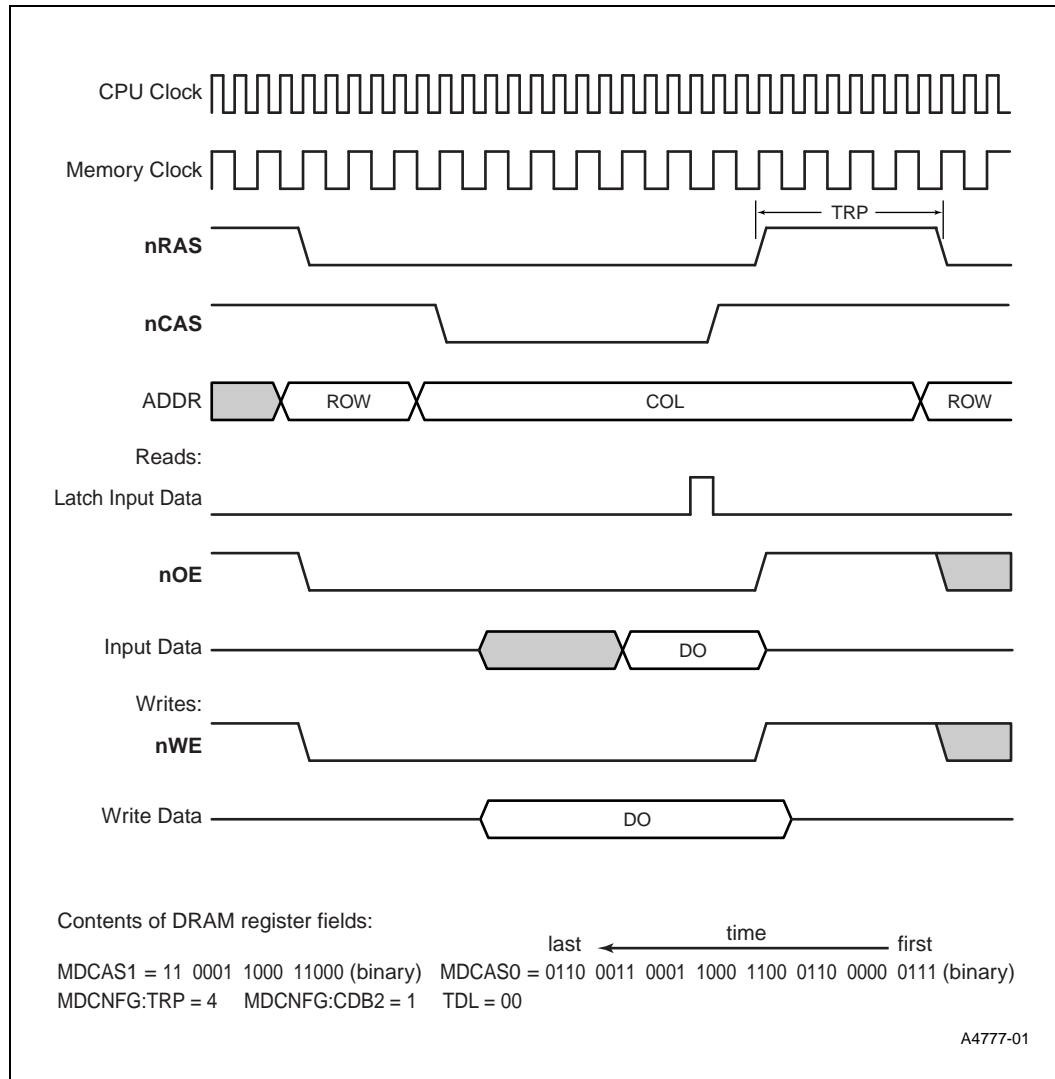 CPU Clock
Memory Clock
TRP
nRAS
nCAS
ADDR ROW COL ROW
Reads:
Latch Input Data
nOE
Input Data DO
Writes:
nWE
Write Data DO
Contents of DRAM register fields:
last time first
MDCAS1 = 11 0001 1000 11000 (binary) MDCAS0 = 0110 0011 0001 1000 1100 0110 0000 0111 (binary)
MDCNFG:TRP = 4 MDCNFG:CDB2 = 1 TDL = 00
A4777-01